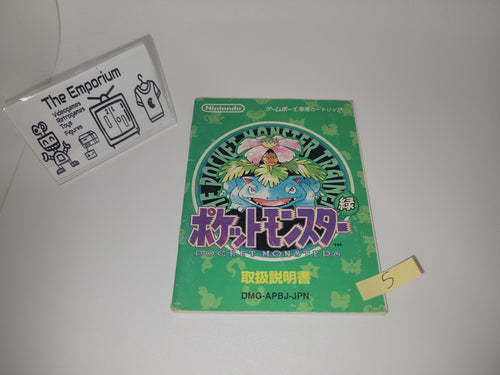 The Emporium
Videogames
Retrogames
Toys
Figures
Nintendo
ゲームボーイ専用カートリッジ
THE POCKET MONSTER TRAINER
緑
ポケットモンスター
TM
POCKET MONSTERS
取扱説明書
DMG-APBJ-JPN
5